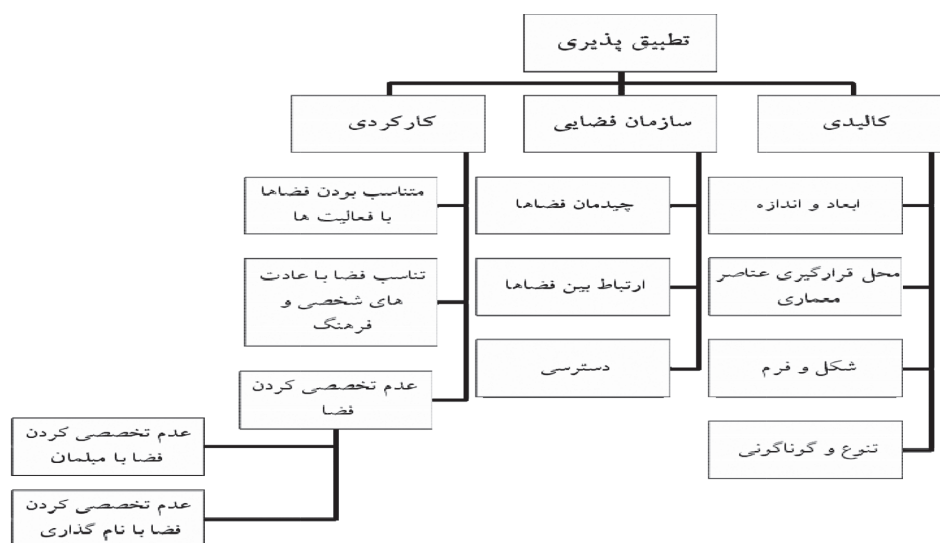 تطبیق پذیری
کالبدی
سازمان فضایی
کارکردی
ابعاد و اندازه
محل قرارگیری عناصر
معماری
شکل و فرم
تنوع و گوناگونی
چیدمان فضاها
ارتباط بین فضاها
دسترسی
متناسب بودن فضاها
با فعالیت ها
تناسب فضا با عادت
های شخصی و
فرهنگ
عدم تخصصی کردن
فضا
عدم تخصصی کردن
فضا با مبلمان
عدم تخصصی کردن
فضا با نام گذاری